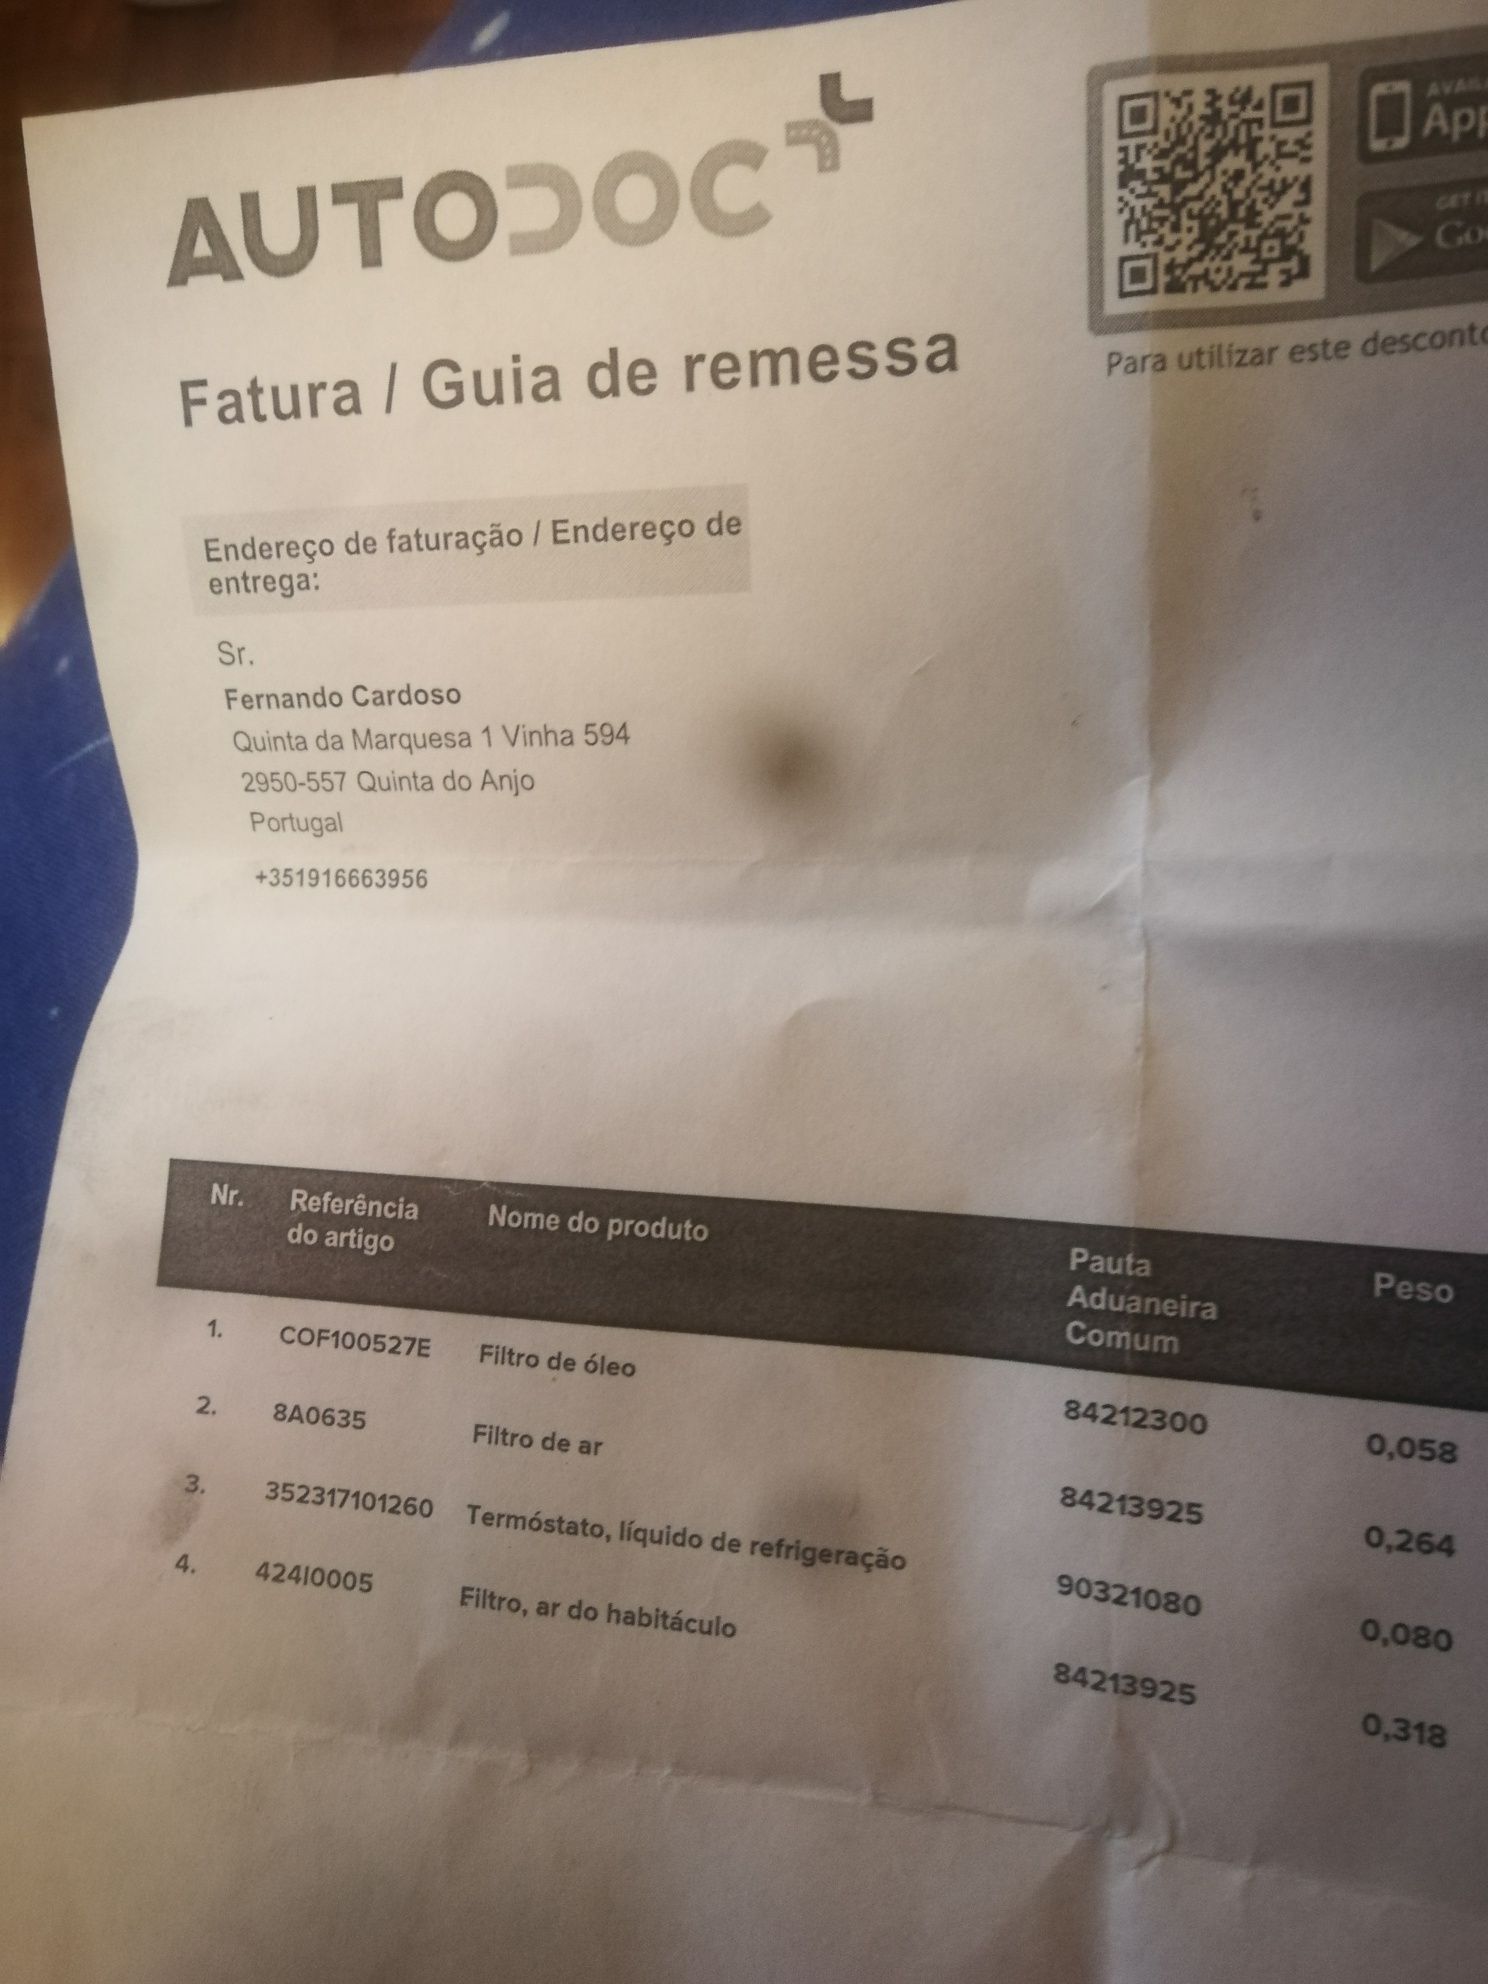 AUTODOC
Fatura / Guia de remessa
App
GET
Para utilizar este desconto
Endereço de faturação / Endereço de
entrega:
Sr.
Fernando Cardoso
Quinta da Marquesa 1 Vinha 594
2950-557 Quinta do Anjo
Portugal
+351916663956
Nr. Referência do artigo Nome do produto Pauta Aduaneira Comum Peso
1. COF100527E Filtro de óleo 84212300 0,058
2. 8A0635 Filtro de ar 84213925 0,264
3. 352317101260 Termóstato, líquido de refrigeração 90321080 0,080
4. 424I0005 Filtro, ar do habitáculo 84213925 0,318